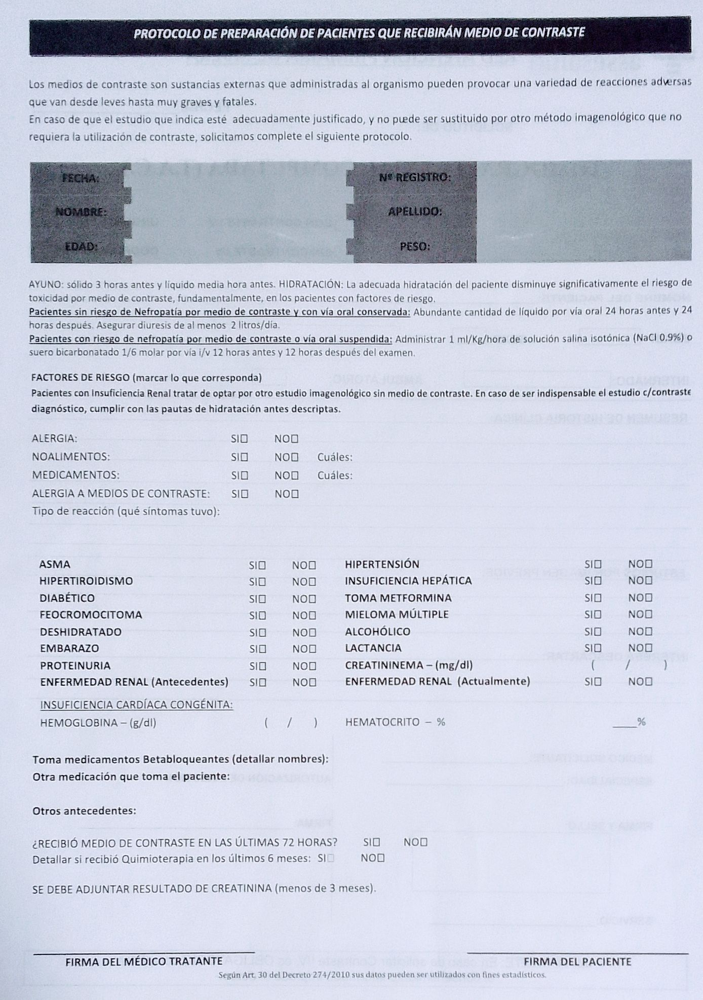 PROTOCOLO DE PREPARACIÓN DE PACIENTES QUE RECIBIRÁN MEDIO DE CONTRASTE
Los medios de contraste son sustancias externas que administradas al organismo pueden provocar una variedad de reacciones adversas
que van desde leves hasta muy graves y fatales.
En caso de que el estudio que indica esté adecuadamente justificado, y no puede ser sustituido por otro método imagenológico que no
requiera la utilización de contraste, solicitamos complete el siguiente protocolo.
FECHA: Nº REGISTRO:
NOMBRE: APELLIDO:
EDAD: PESO:
AYUNO: sólido 3 horas antes y líquido media hora antes. HIDRATACIÓN: La adecuada hidratación del paciente disminuye significativamente el riesgo de
toxicidad por medio de contraste, fundamentalmente, en los pacientes con factores de riesgo.
Pacientes sin riesgo de Nefropatía por medio de contraste y con vía oral conservada: Abundante cantidad de líquido por vía oral 24 horas antes y 24
horas después. Asegurar diuresis de al menos 2 litros/día.
Pacientes con riesgo de nefropatía por medio de contraste o vía oral suspendida: Administrar 1 ml/Kg/hora de solución salina isotónica (NaCl 0.9%) o
suero bicarbonatado 1/6 molar por vía i/v 12 horas antes y 12 horas después del examen.
FACTORES DE RIESGO (marcar lo que corresponda)
Pacientes con Insuficiencia Renal tratar de optar por otro estudio imagenológico sin medio de contraste. En caso de ser indispensable el estudio c/contraste
diagnóstico, cumplir con las pautas de hidratación antes descriptas.
ALERGIA: SI☐ NO☐
NOALIMENTOS: SI☐ NO☐ Cuáles:
MEDICAMENTOS: SI☐ NO☐ Cuáles:
ALERGIA A MEDIOS DE CONTRASTE: SI☐ NO☐
Tipo de reacción (qué síntomas tuvo):
ASMA SI☐ NO☐ HIPERTENSIÓN SI☐ NO☐
HIPERTIROIDISMO SI☐ NO☐ INSUFICIENCIA HEPÁTICA SI☐ NO☐
DIABÉTICO SI☐ NO☐ TOMA METFORMINA SI☐ NO☐
FEOCROMOCITOMA SI☐ NO☐ MIELOMA MÚLTIPLE SI☐ NO☐
DESHIDRATADO SI☐ NO☐ ALCOHÓLICO SI☐ NO☐
EMBARAZO SI☐ NO☐ LACTANCIA SI☐ NO☐
PROTEINURIA SI☐ NO☐ CREATININEMA – (mg/dl) ( / )
ENFERMEDAD RENAL (Antecedentes) SI☐ NO☐ ENFERMEDAD RENAL (Actualmente) SI☐ NO☐
INSUFICIENCIA CARDÍACA CONGÉNITA:
HEMOGLOBINA – (g/dl) ( / ) HEMATOCRITO – % ____%
Toma medicamentos Betabloqueantes (detallar nombres):
Otra medicación que toma el paciente:
Otros antecedentes:
¿RECIBIÓ MEDIO DE CONTRASTE EN LAS ÚLTIMAS 72 HORAS? SI☐ NO☐
Detallar si recibió Quimioterapia en los últimos 6 meses: SI☐ NO☐
SE DEBE ADJUNTAR RESULTADO DE CREATININA (menos de 3 meses).
FIRMA DEL MÉDICO TRATANTE FIRMA DEL PACIENTE
Según Art. 30 del Decreto 274/2010 sus datos pueden ser utilizados con fines estadísticos.